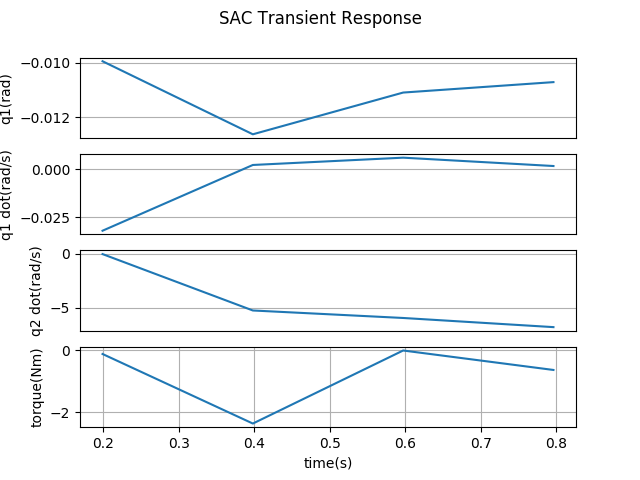 SAC Transient Response
−0.010
−0.012
q1(rad)
0.000
−0.025
q1 dot(rad/s)
0
−5
q2 dot(rad/s)
0
−2
torque(Nm)
0.2 0.3 0.4 0.5 0.6 0.7 0.8
time(s)